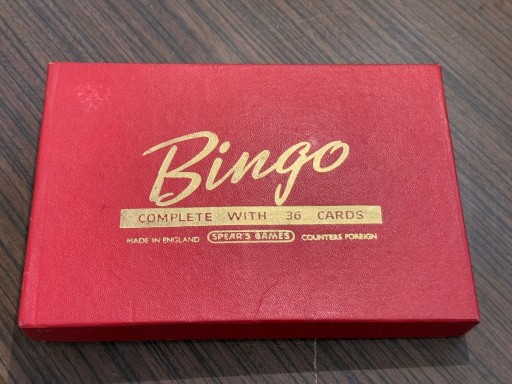 Bingo
COMPLETE WITH 36 CARDS
MADE IN ENGLAND SPEAR'S GAMES COUNTERS FOREIGN